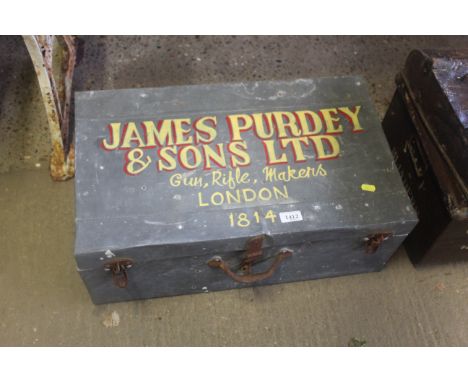 JAMES PURDEY
& SONS LTD
Gun, Rifle, Makers
LONDON
1814